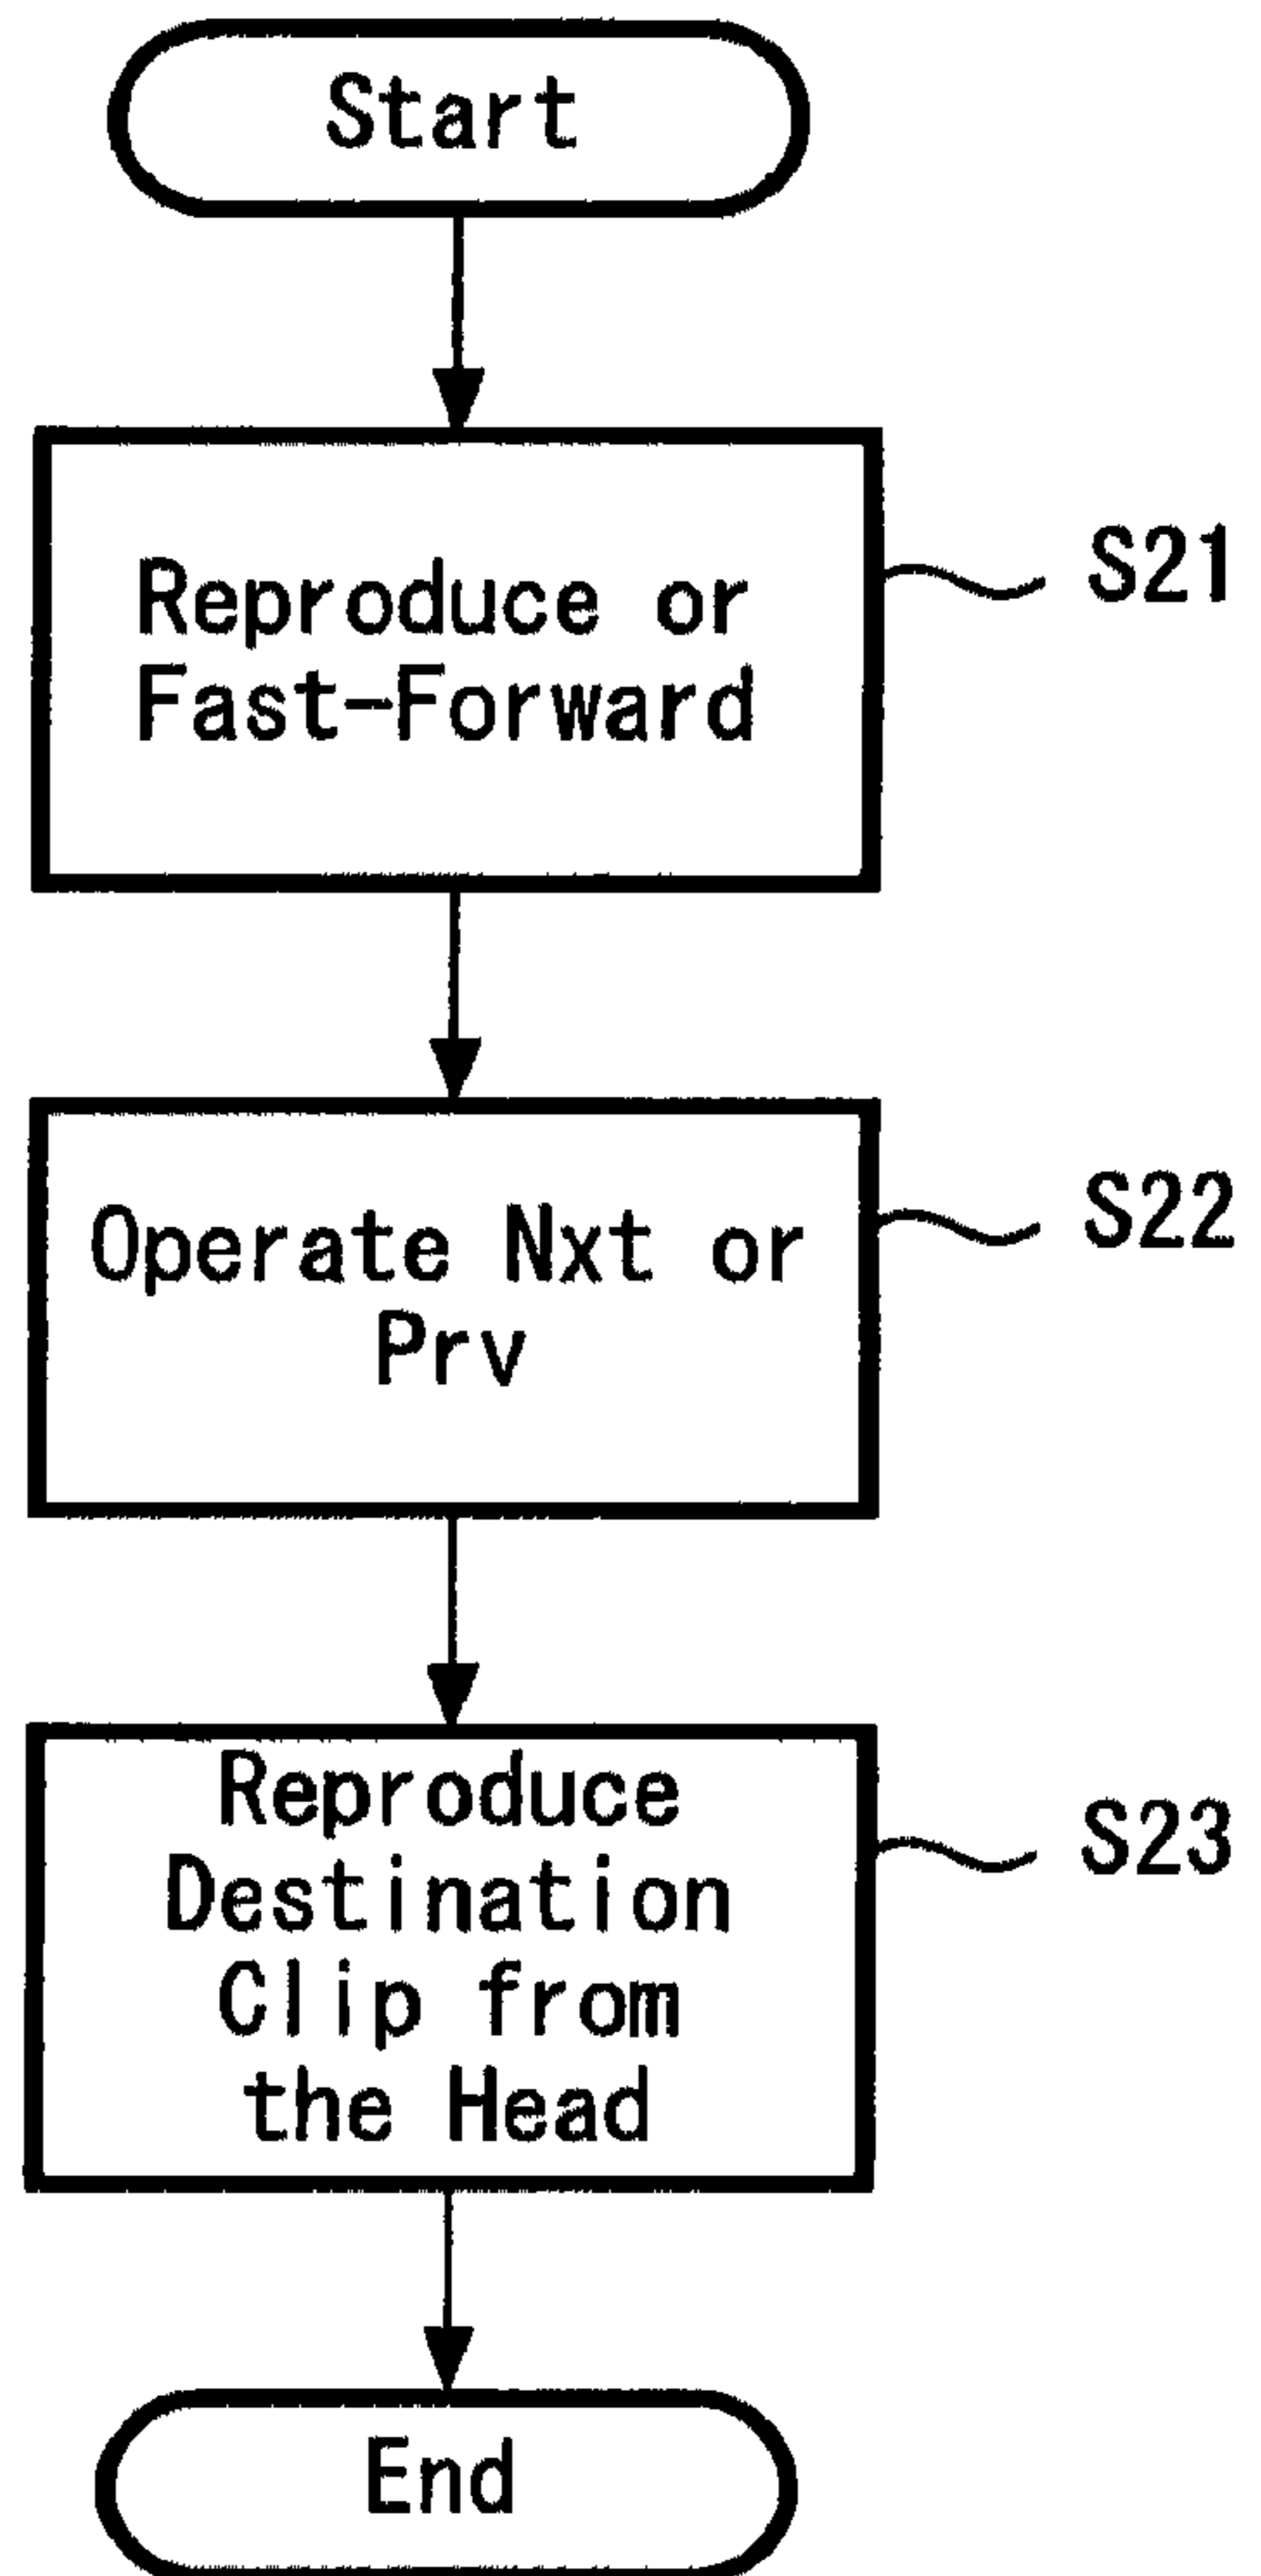 Start
Reproduce or
Fast-Forward
S21
Operate Nxt or
Prv
S22
Reproduce
Destination
Clip from
the Head
S23
End